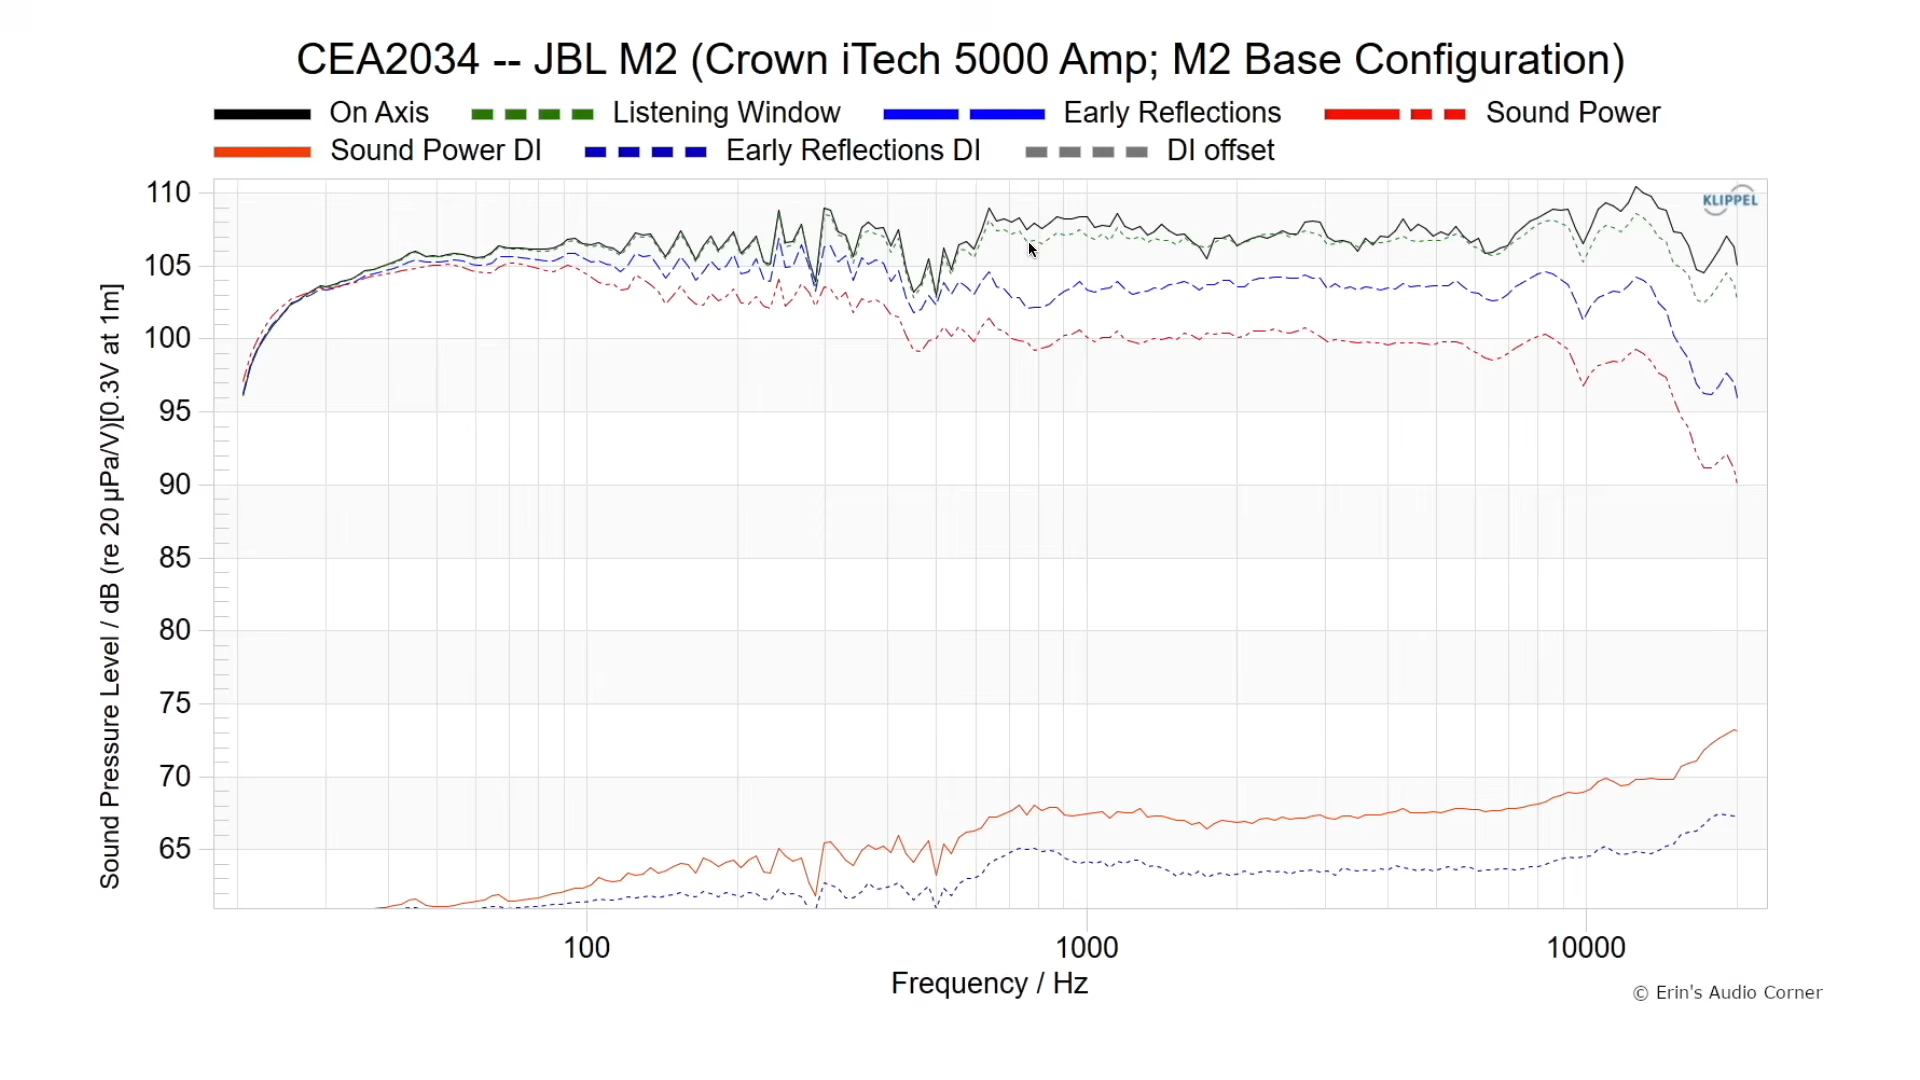 CEA2034 -- JBL M2 (Crown iTech 5000 Amp; M2 Base Configuration)
On Axis Listening Window Early Reflections Sound Power
Sound Power DI Early Reflections DI DI offset
KLIPPEL
110
105
100
95
90
85
80
75
70
65
Sound Pressure Level / dB (re 20 µPa/V)[0.3V at 1m]
100 1000 10000
Frequency / Hz
© Erin's Audio Corner